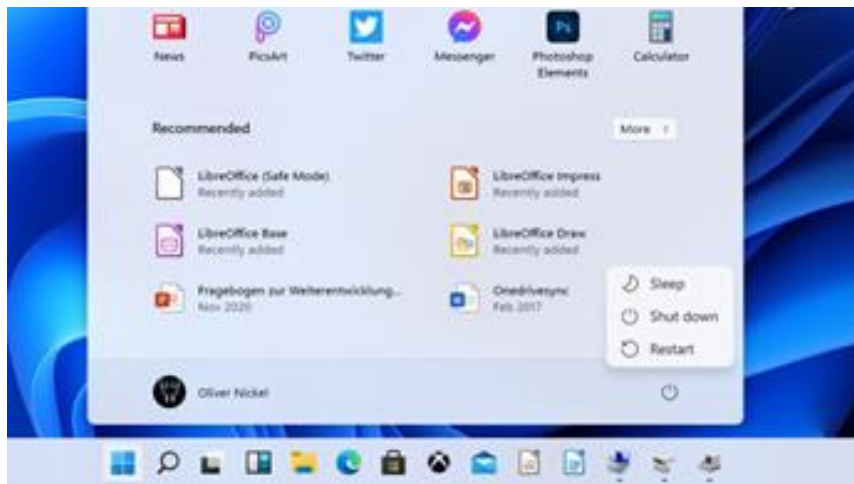 News PicsArt Twitter Messenger Photoshop Calculator
Elements
Recommended More
LibreOffice (Safe Mode) LibreOffice Impress
Recently added Recently added
LibreOffice Base LibreOffice Draw
Recently added Recently added
Fragebogen zur Weiterentwicklung... Onedrivesync
Nov 2020 Feb 2017
Sleep
Shut down
Restart
Oliver Nickel